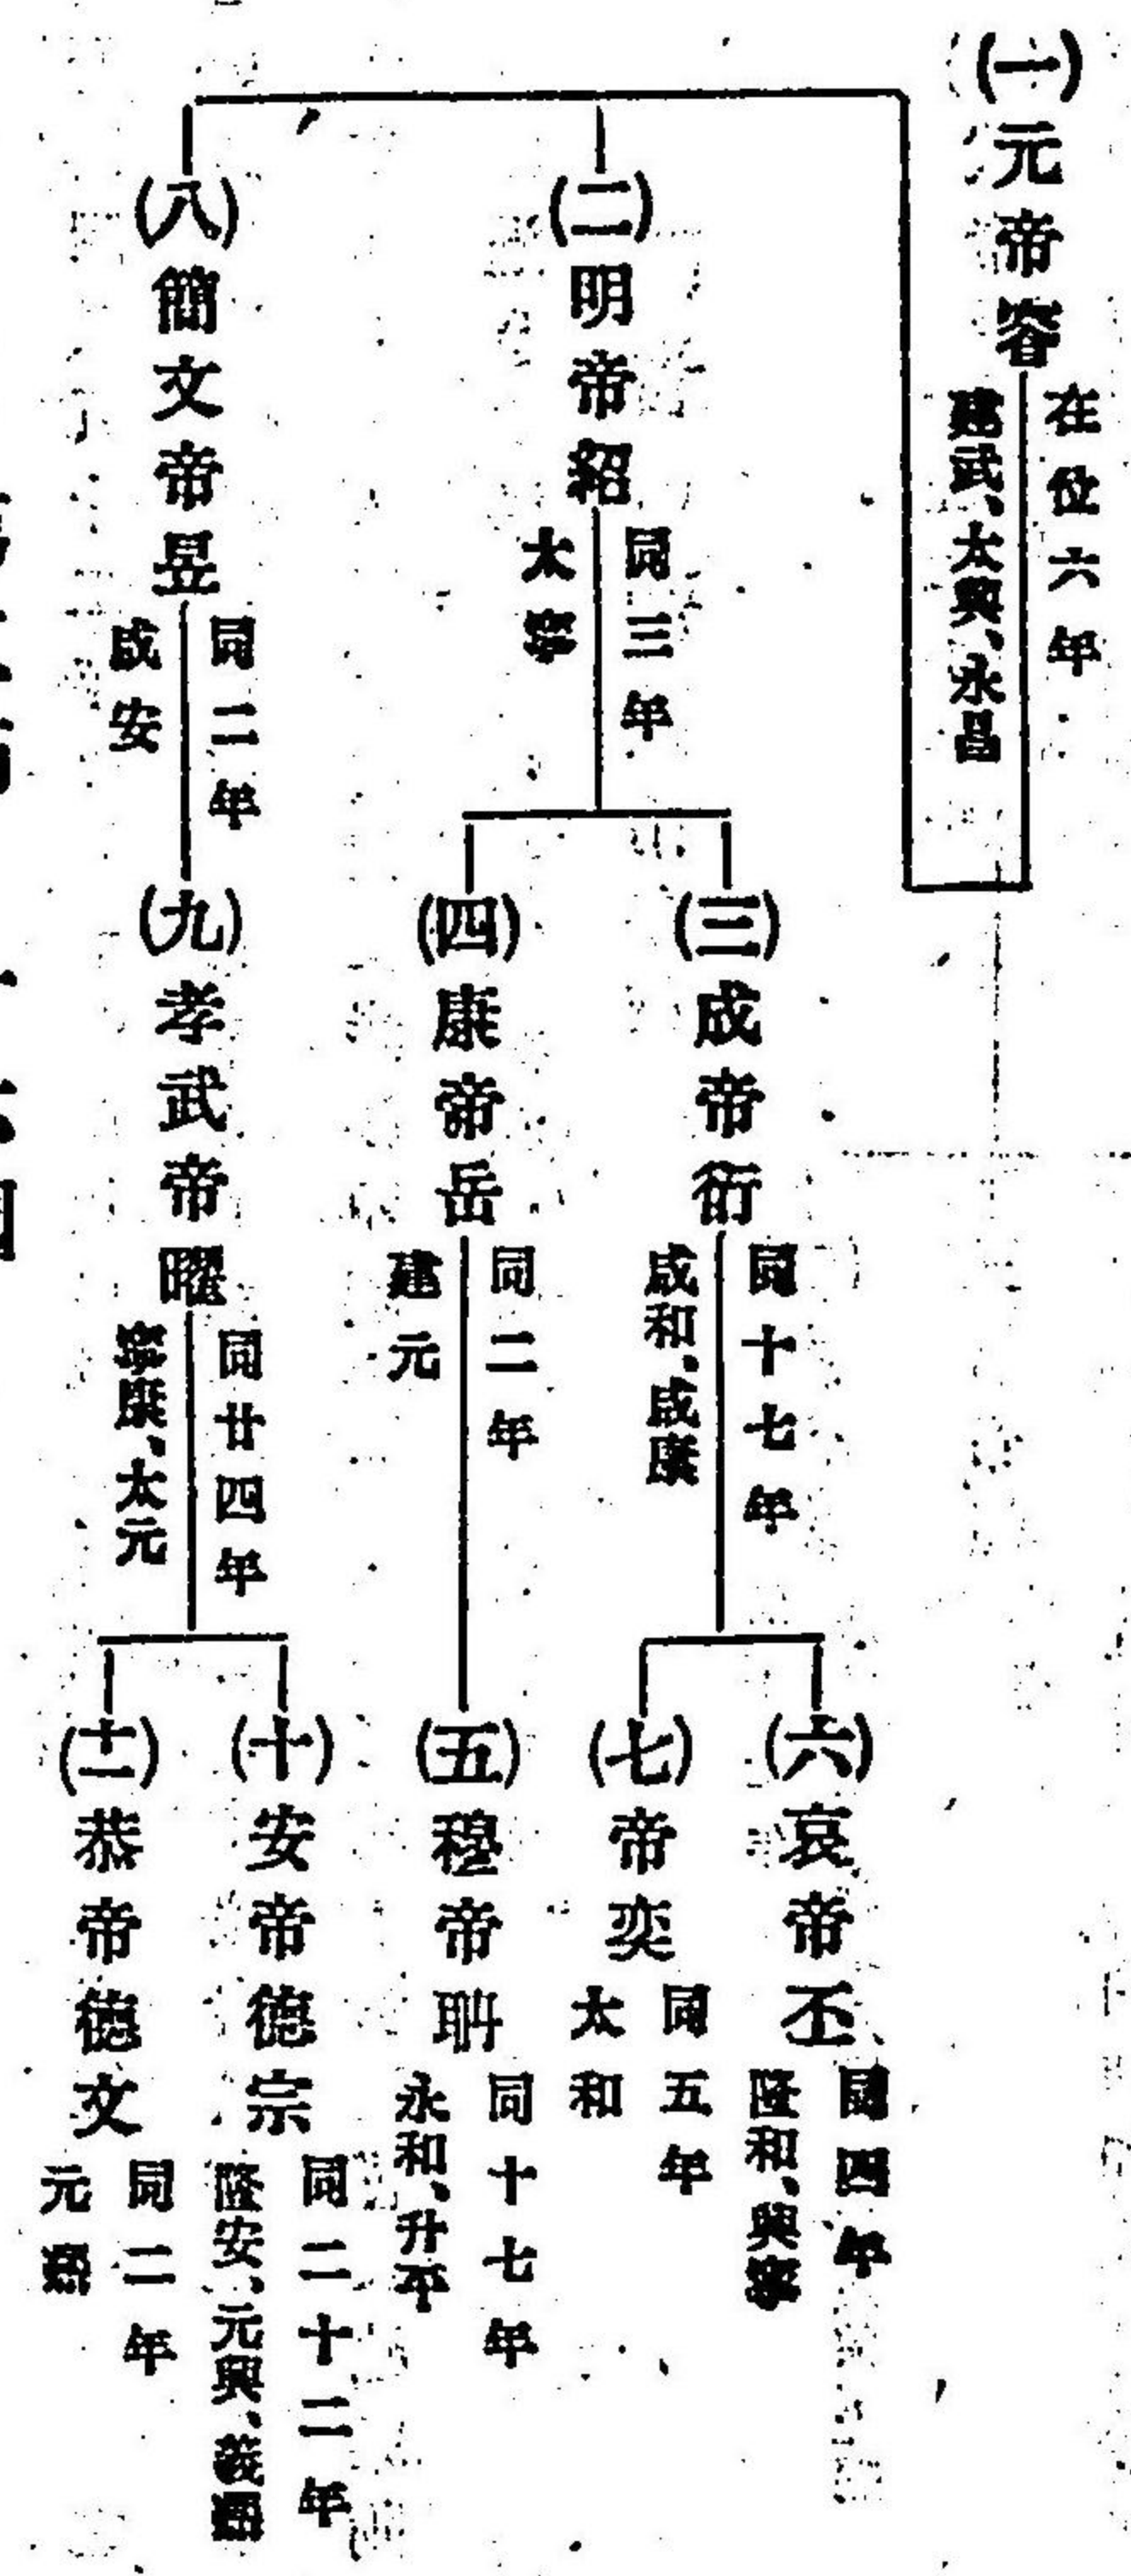 (一)元帝睿
在位六年
建武、太興、永昌
(二)明帝紹
同三年
太寧
(八)簡文帝昱
同二年
咸安
(三)成帝衍
同十七年
咸和、咸康
(四)康帝岳
同二年
建元
(九)孝武帝曜
同廿四年
寧康、太元
(六)哀帝丕
同四年
隆和、興寧
(七)帝奕
同五年
太和
(五)穆帝聃
同十七年
永和、升平
(十)安帝德宗
同二十二年
隆安、元興、義熙
(十一)恭帝德文
同二年
元熙